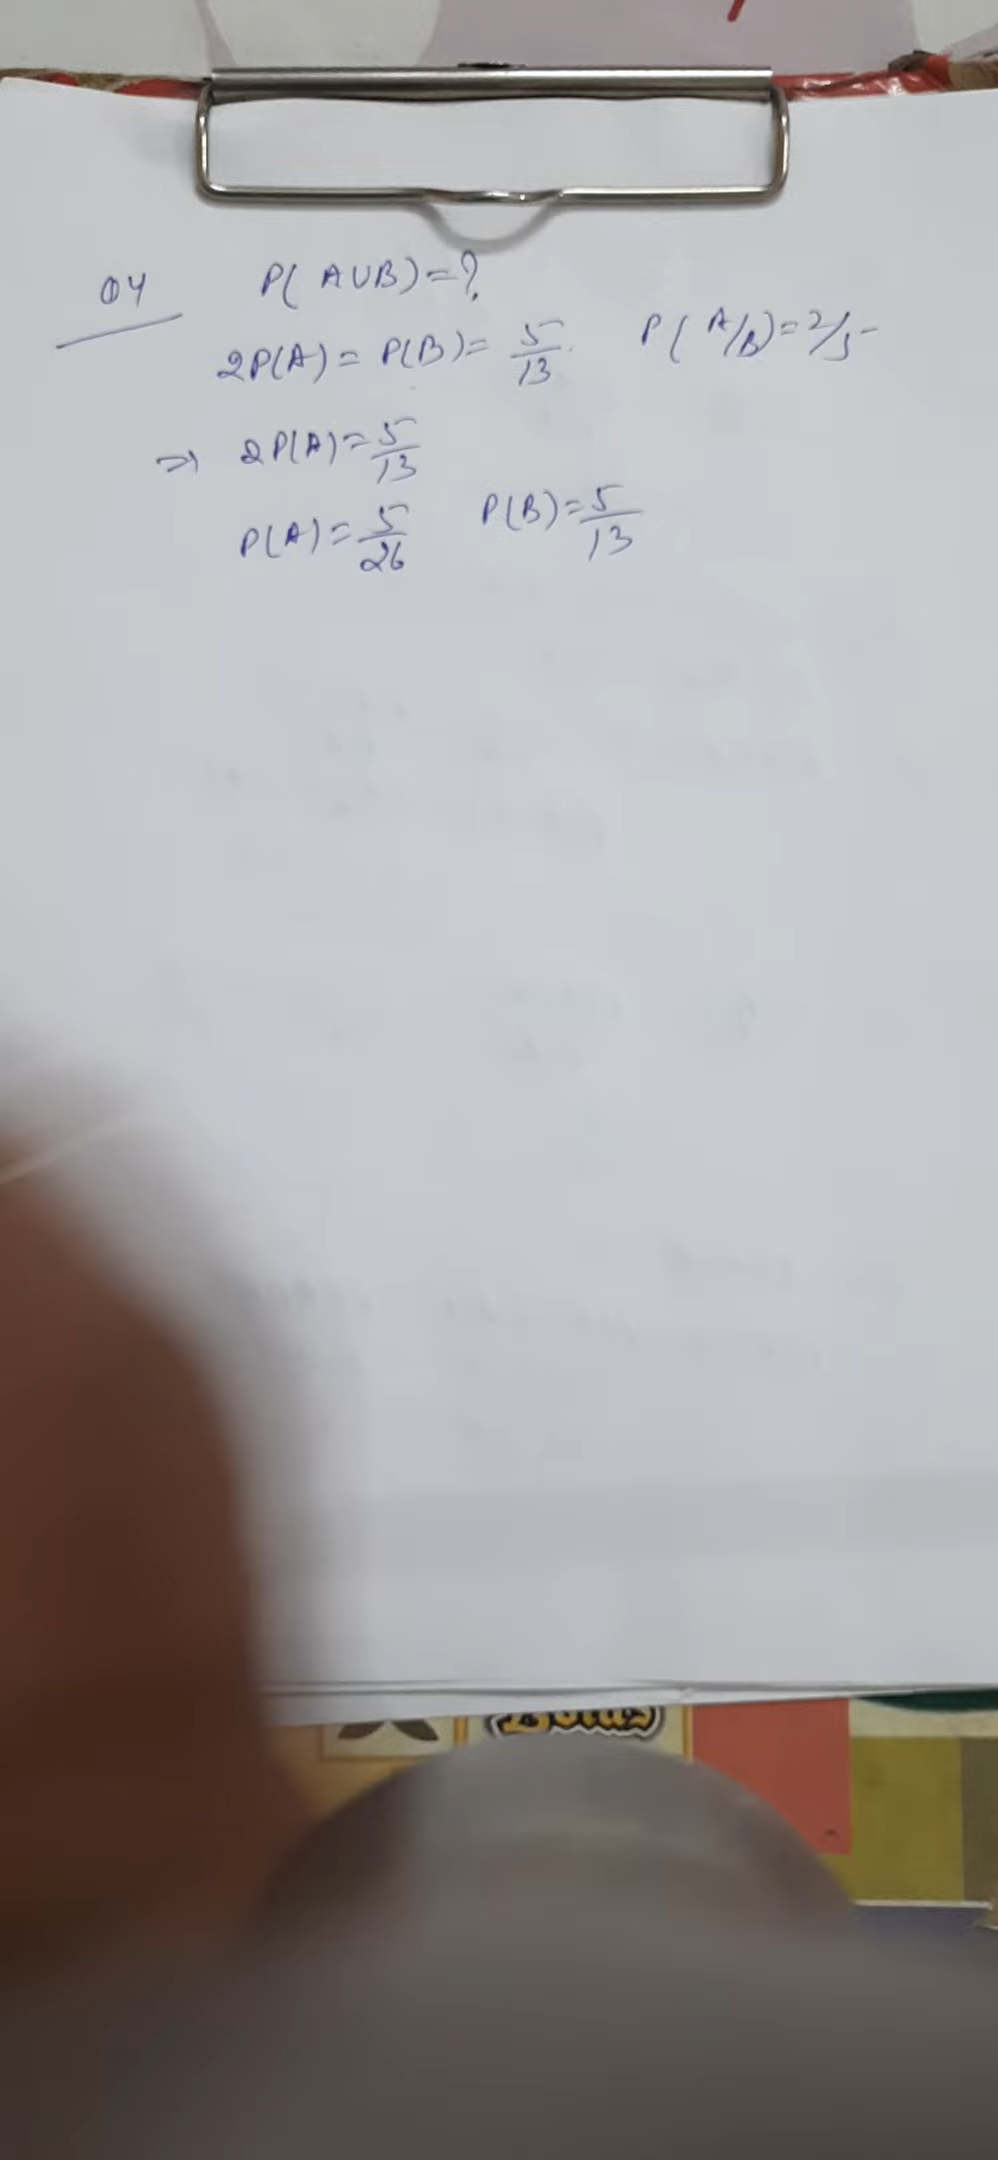 Q4 P(A∪B)=?
2P(A) = P(B) = 5/13. P(A/B) = 2/5
⇒ 2P(A) = 5/13
P(A) = 5/26 P(B) = 5/13